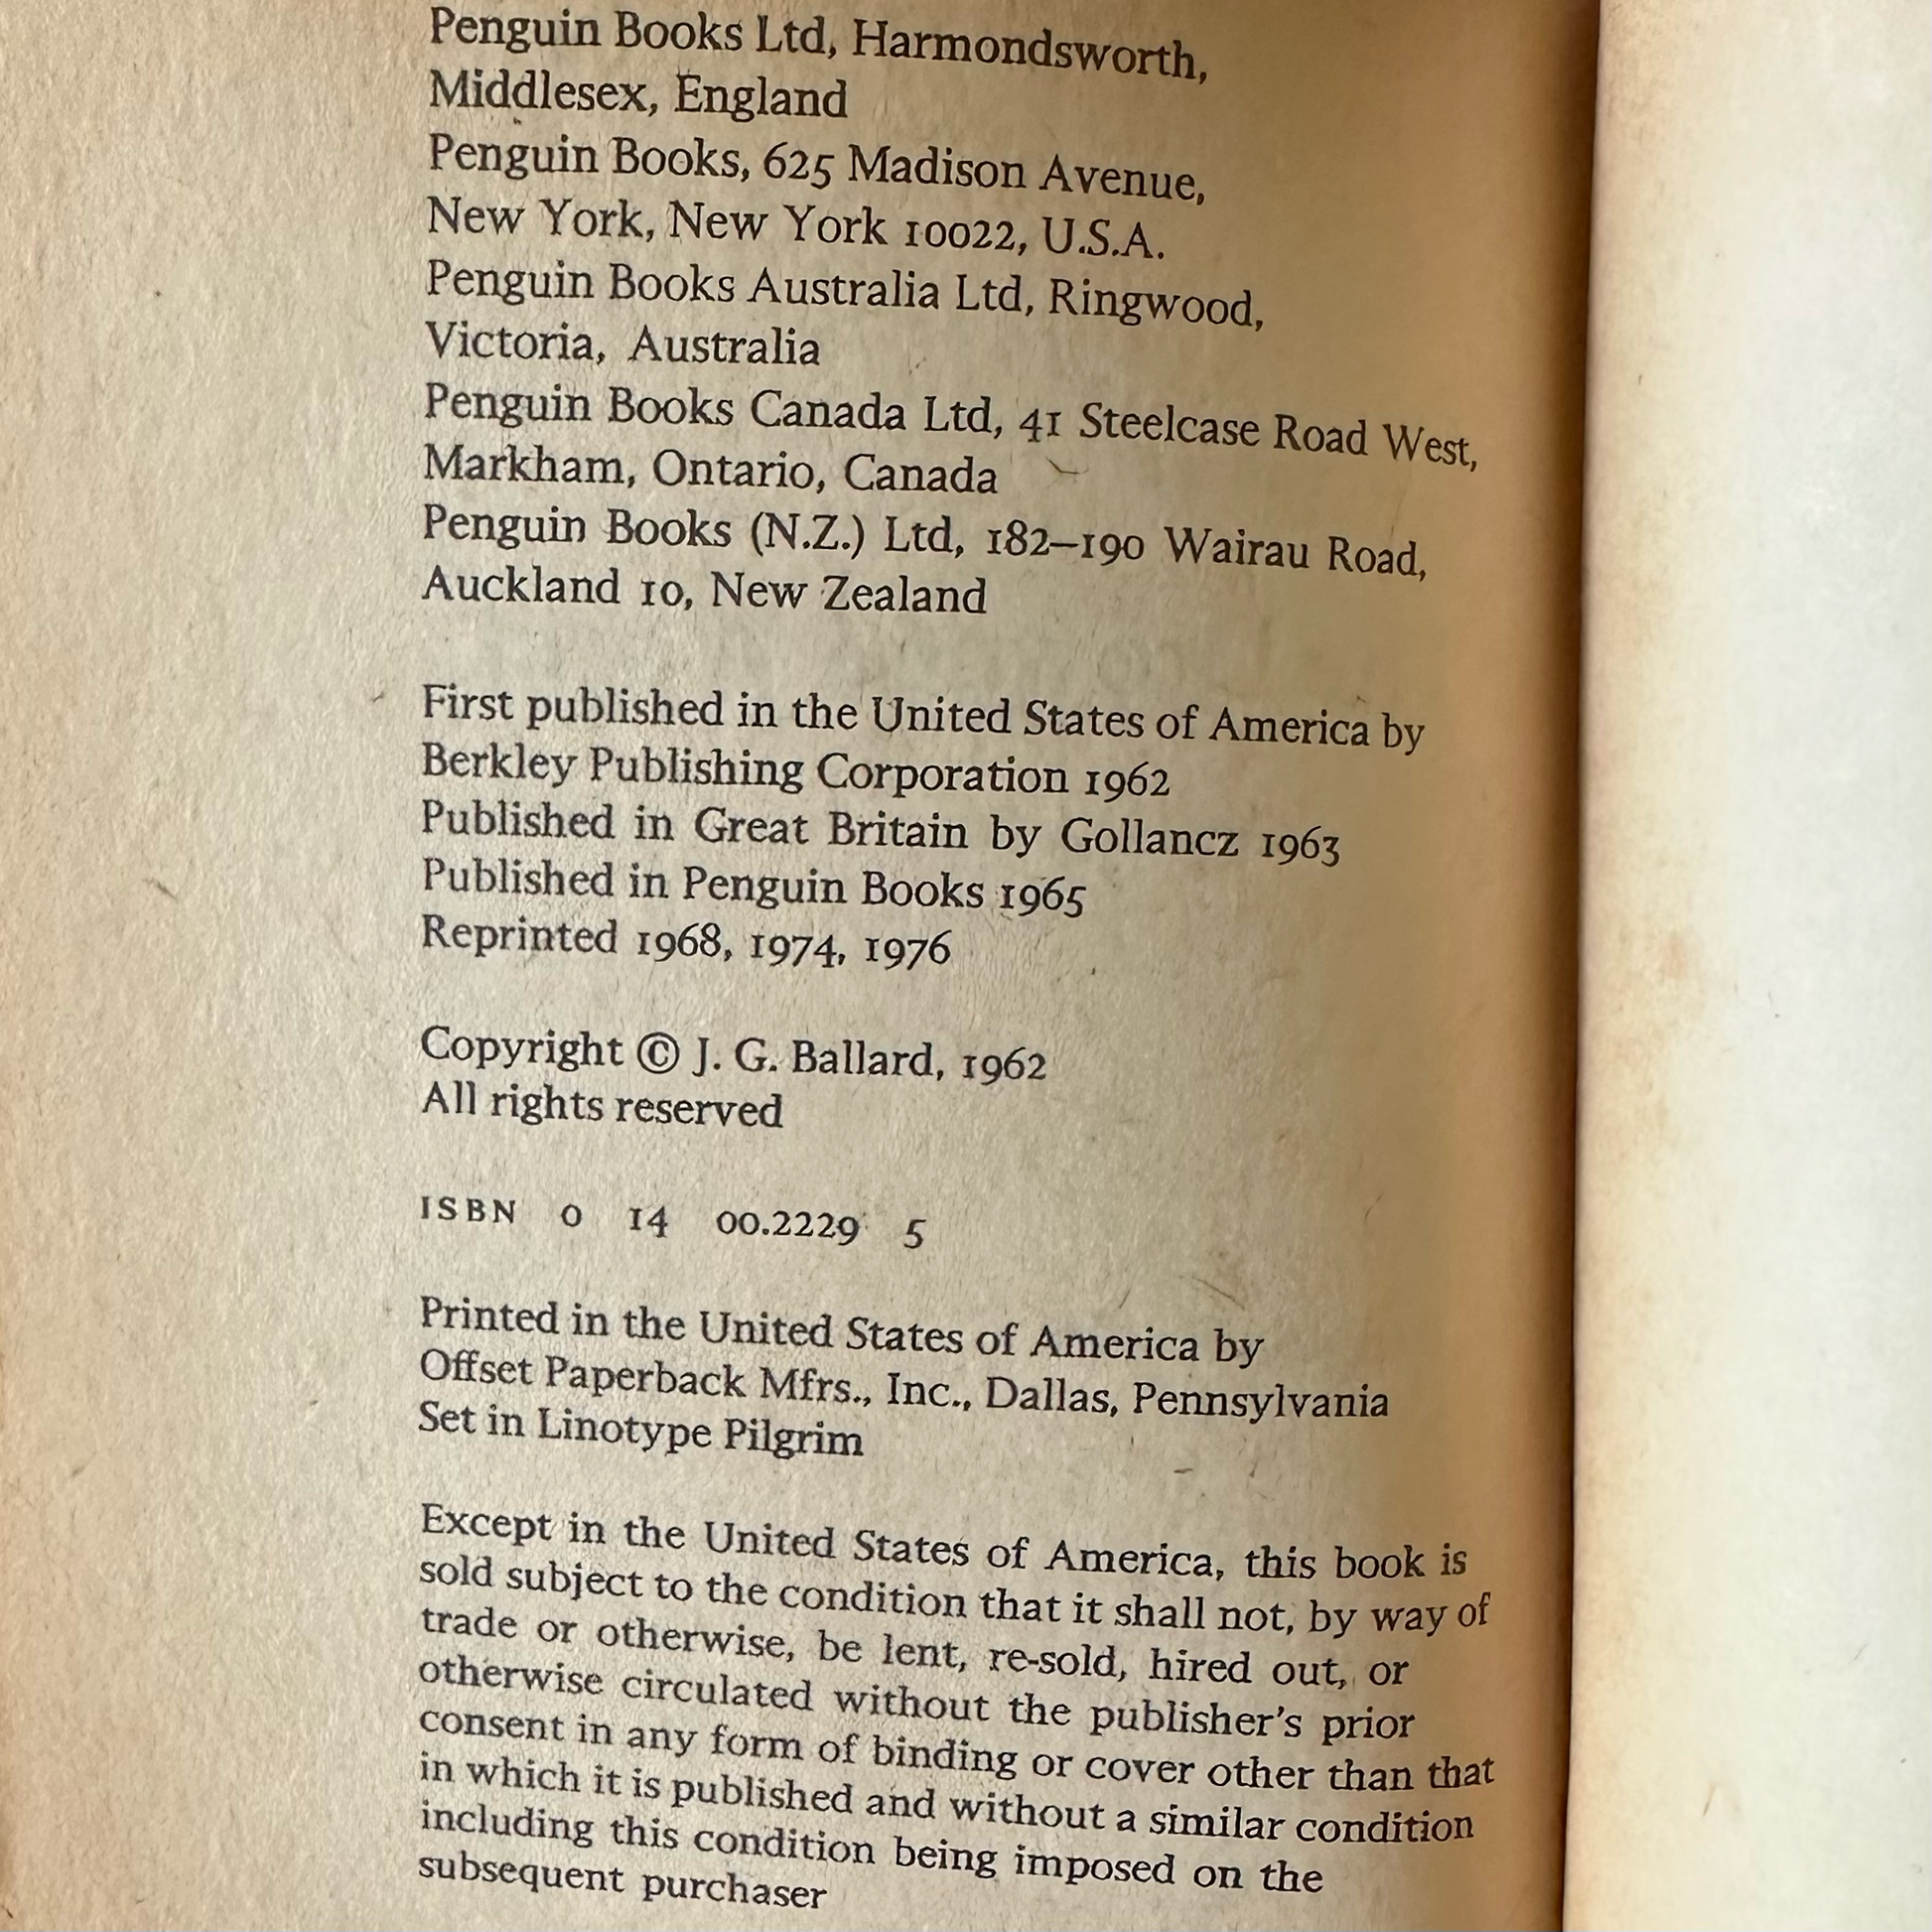 Penguin Books Ltd, Harmondsworth,
Middlesex, England
Penguin Books, 625 Madison Avenue,
New York, New York 10022, U.S.A.
Penguin Books Australia Ltd, Ringwood,
Victoria, Australia
Penguin Books Canada Ltd, 41 Steelcase Road West,
Markham, Ontario, Canada
Penguin Books (N.Z.) Ltd, 182–190 Wairau Road,
Auckland 10, New Zealand
First published in the United States of America by
Berkley Publishing Corporation 1962
Published in Great Britain by Gollancz 1963
Published in Penguin Books 1965
Reprinted 1968, 1974, 1976
Copyright © J. G. Ballard, 1962
All rights reserved
ISBN 0 14 00.2229 5
Printed in the United States of America by
Offset Paperback Mfrs., Inc., Dallas, Pennsylvania
Set in Linotype Pilgrim
Except in the United States of America, this book is
sold subject to the condition that it shall not, by way of
trade or otherwise, be lent, re-sold, hired out, or
otherwise circulated without the publisher's prior
consent in any form of binding or cover other than that
in which it is published and without a similar condition
including this condition being imposed on the
subsequent purchaser